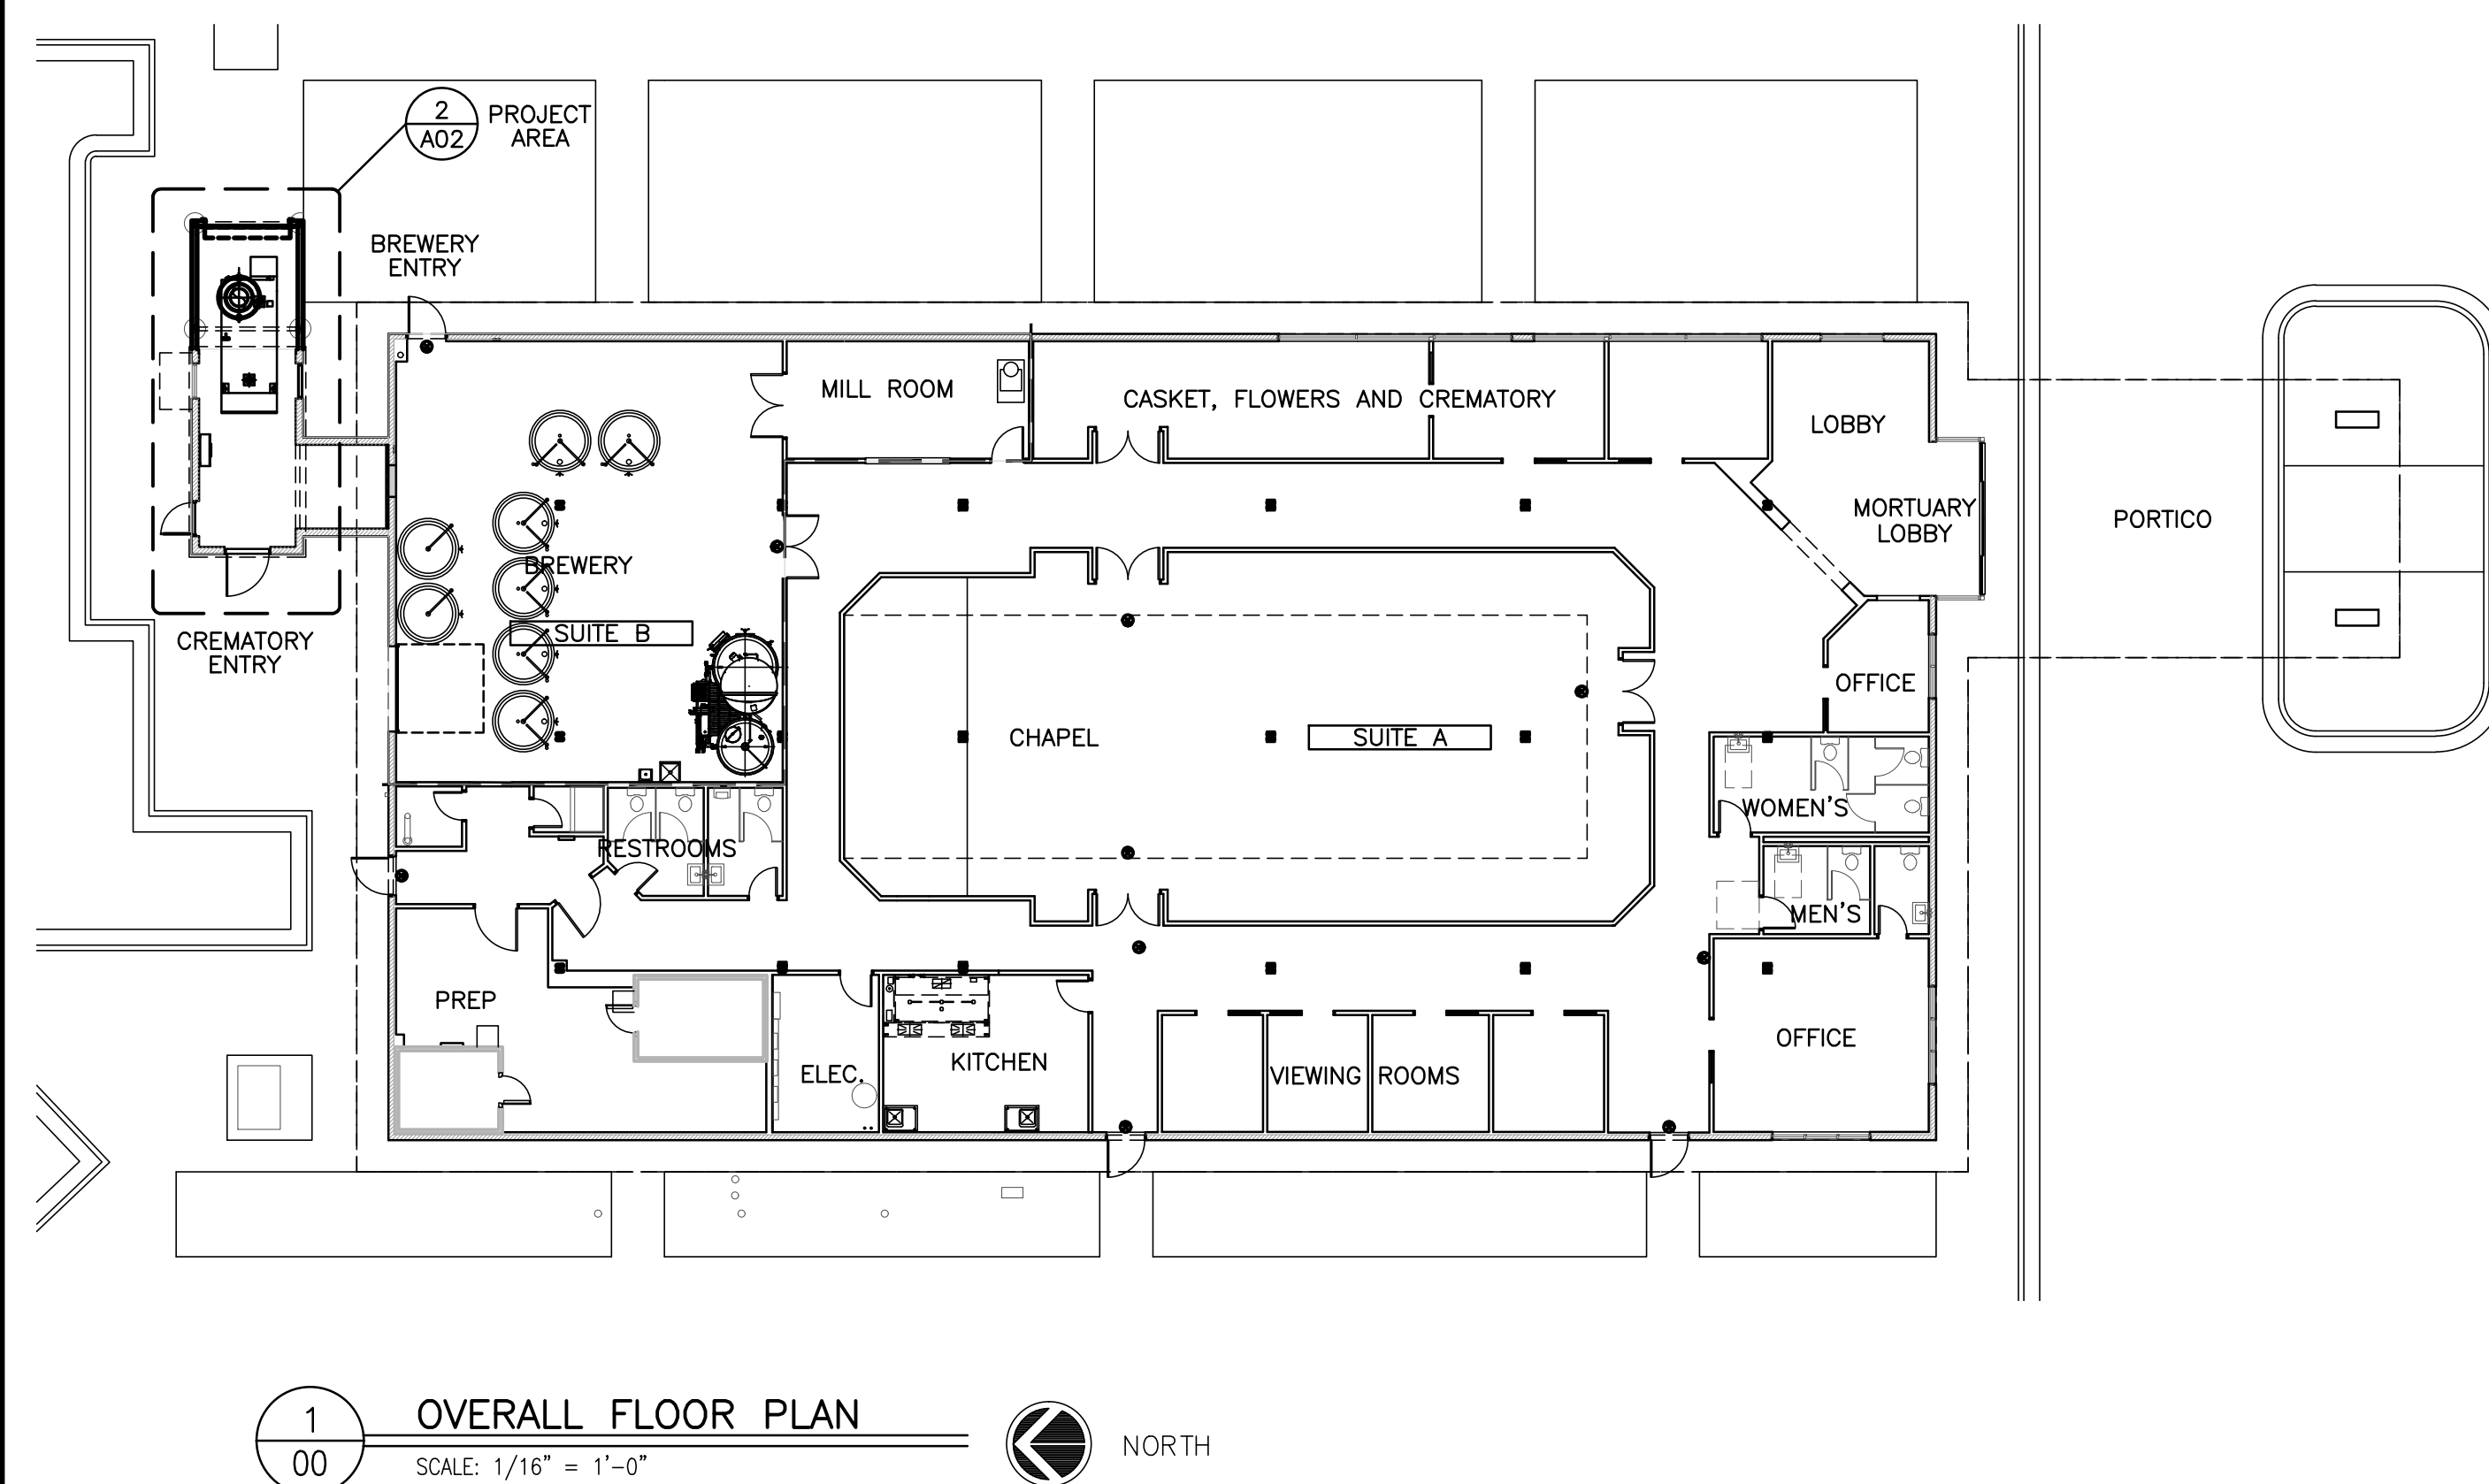 2
A02
PROJECT
AREA
BREWERY
ENTRY
MILL ROOM
CASKET, FLOWERS AND CREMATORY
LOBBY
MORTUARY
LOBBY
PORTICO
BREWERY
SUITE B
CREMATORY
ENTRY
OFFICE
CHAPEL
SUITE A
WOMEN'S
RESTROOMS
MEN'S
PREP
ELEC.
KITCHEN
VIEWING ROOMS
OFFICE
1
00
OVERALL FLOOR PLAN
SCALE: 1/16" = 1'-0"
NORTH